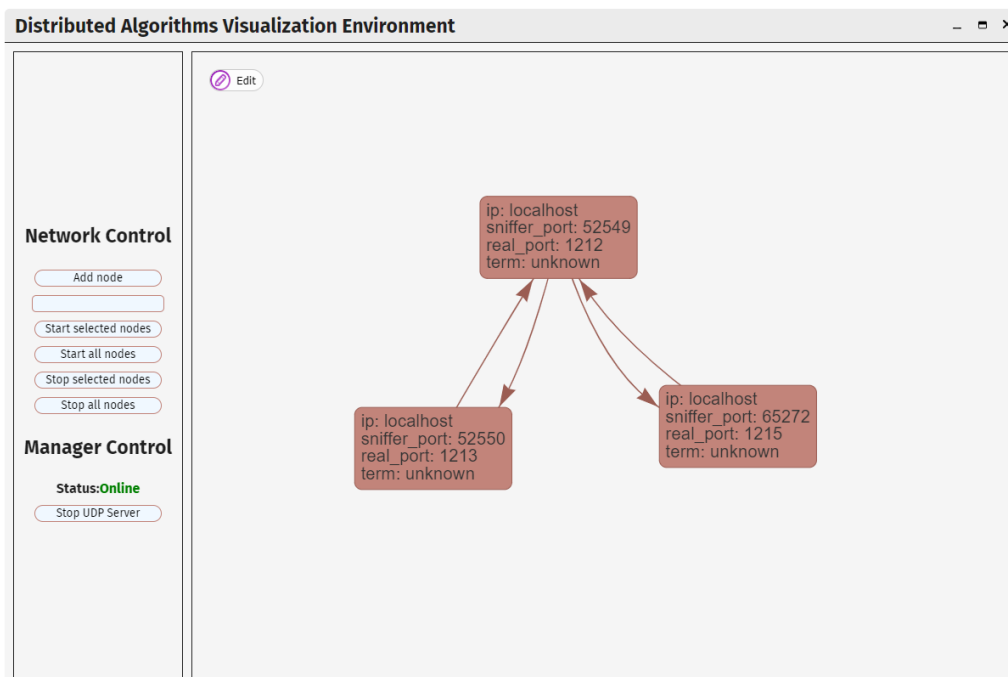 Distributed Algorithms Visualization Environment
Edit
Network Control
Add node
Start selected nodes
Start all nodes
Stop selected nodes
Stop all nodes
Manager Control
Status:Online
Stop UDP Server
ip: localhost
sniffer_port: 52549
real_port: 1212
term: unknown
ip: localhost
sniffer_port: 52550
real_port: 1213
term: unknown
ip: localhost
sniffer_port: 65272
real_port: 1215
term: unknown